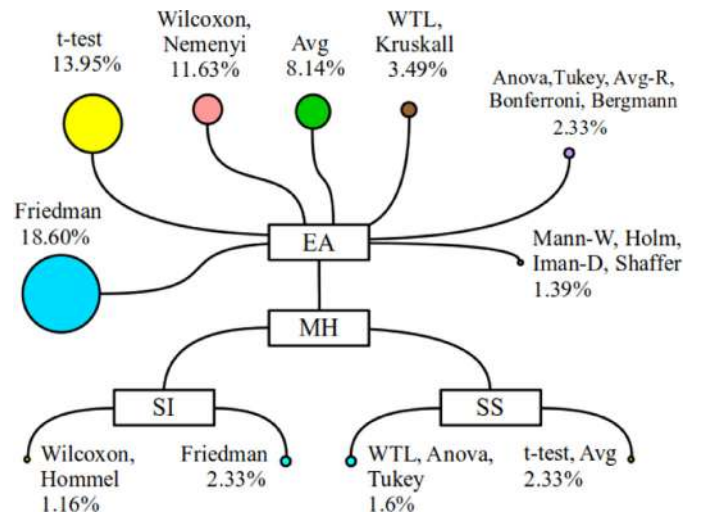 t-test
13.95%
Wilcoxon,
Nemenyi
11.63%
Avg
8.14%
WTL,
Kruskall
3.49%
Anova,Tukey, Avg-R,
Bonferroni, Bergmann
2.33%
Friedman
18.60%
EA
Mann-W, Holm,
Iman-D, Shaffer
1.39%
MH
SI
SS
Wilcoxon,
Hommel
1.16%
Friedman
2.33%
WTL, Anova,
Tukey
1.6%
t-test, Avg
2.33%